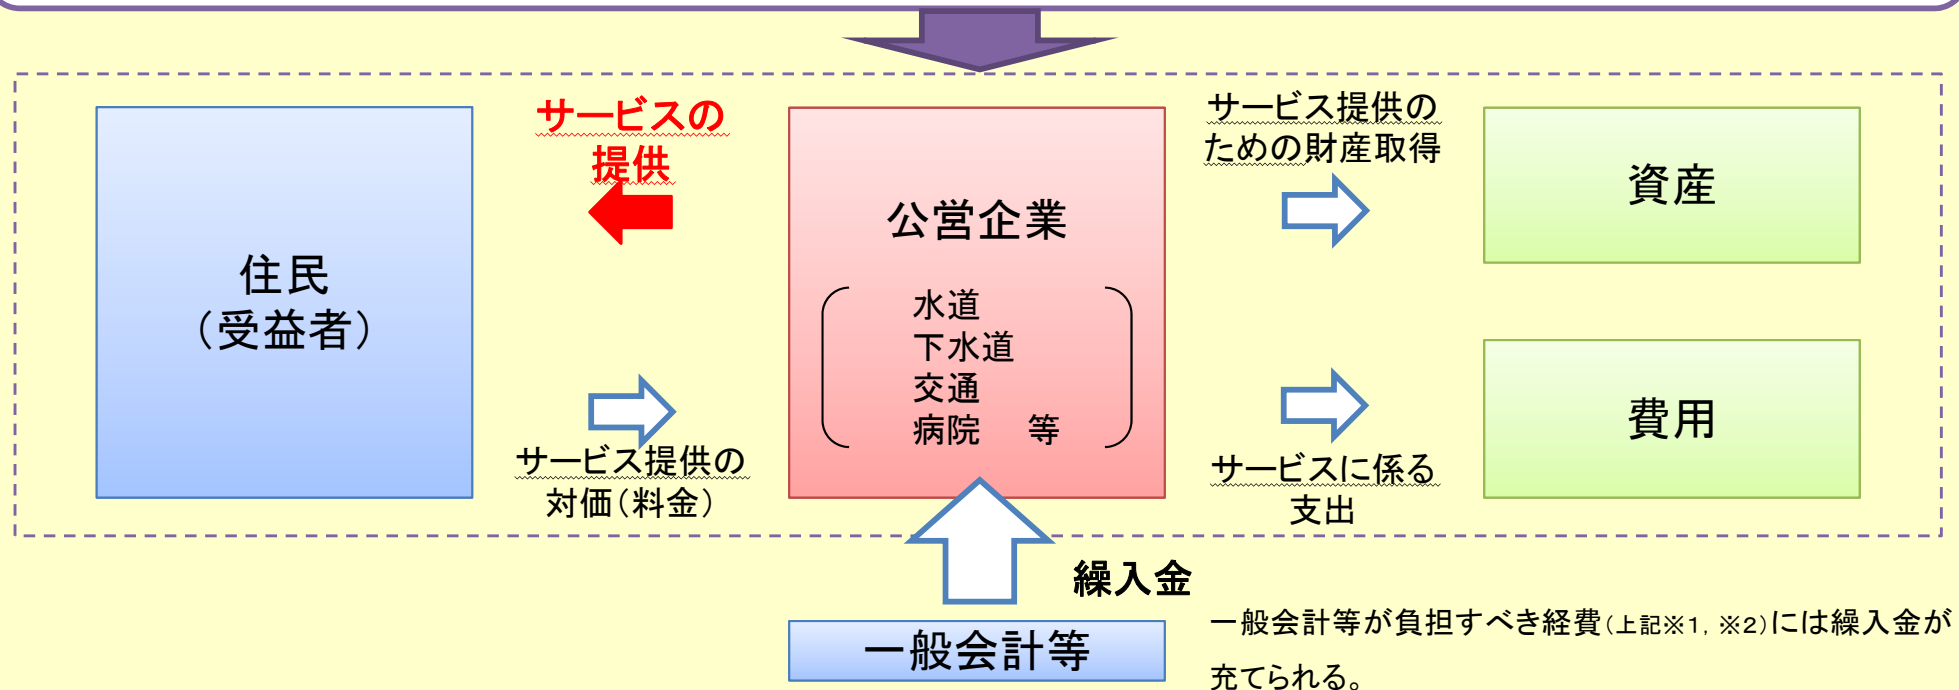 住民
（受益者）
サービスの
提供
サービス提供の
対価（料金）
公営企業
水道
下水道
交通
病院　等
サービス提供の
ための財産取得
資産
サービスに係る
支出
費用
繰入金
一般会計等
一般会計等が負担すべき経費（上記※1, ※2）には繰入金が
充てられる。